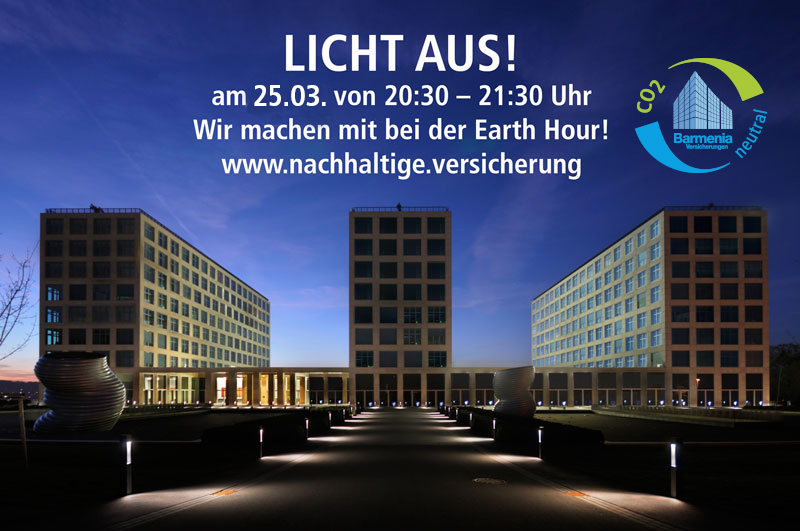 LICHT AUS!
am 25.03. von 20:30 – 21:30 Uhr
Wir machen mit bei der Earth Hour!
www.nachhaltige.versicherung
CO2
Barmenia
Versicherungen
neutral